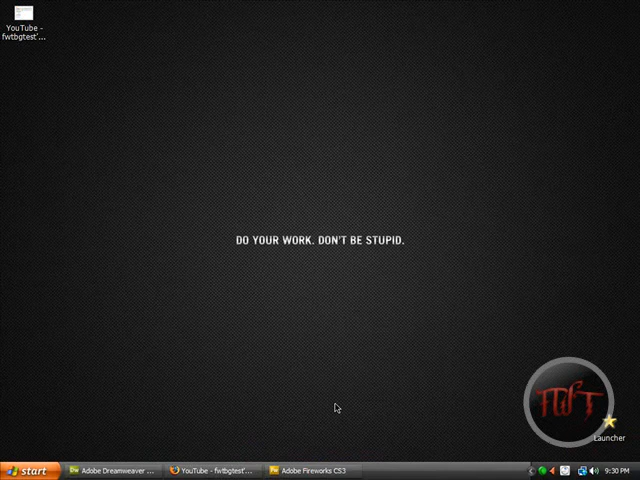 YouTube -
fwtbgtest'...
DO YOUR WORK. DON'T BE STUPID.
FWFT
Launcher
start
Adobe Dreamweaver ...
YouTube - fwtbgtest'...
Adobe Fireworks CS3
9:30 PM